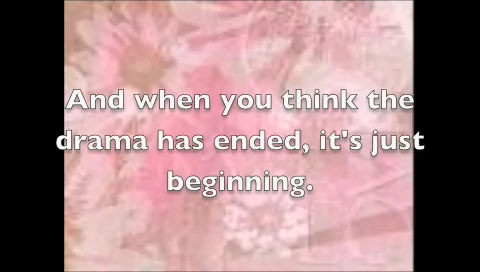 And when you think the
drama has ended, it's just
beginning.